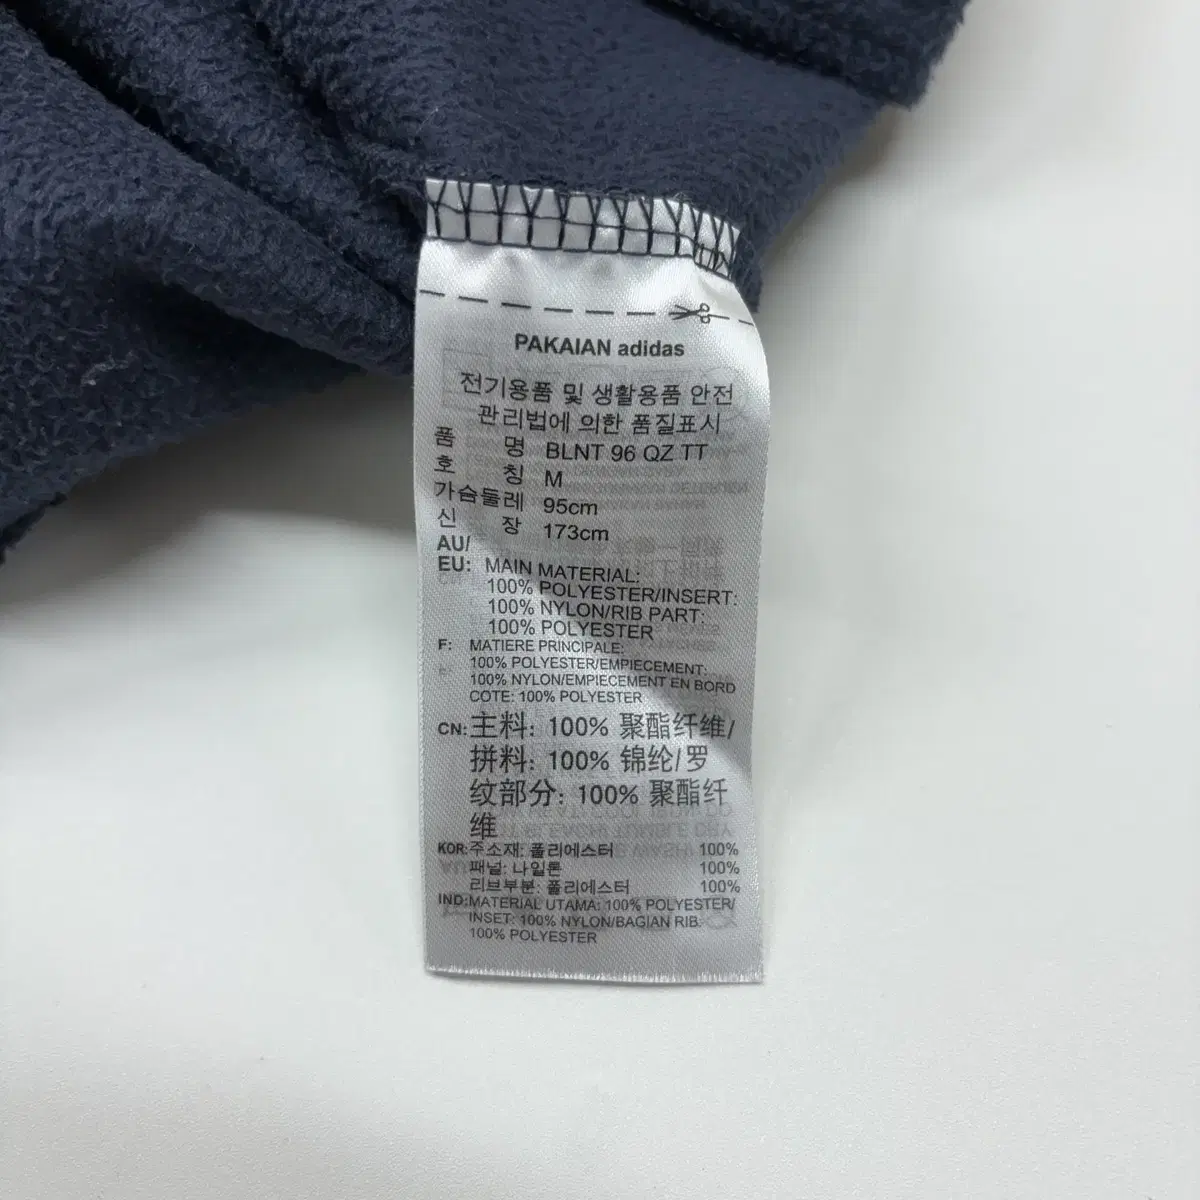 PAKAIAN adidas
전기용품 및 생활용품 안전
관리법에 의한 품질표시
품 명 BLNT 96 QZ TT
호 칭 M
가슴둘레 95cm
신 장 173cm
AU/
EU: MAIN MATERIAL:
100% POLYESTER/INSERT:
100% NYLON/RIB PART:
100% POLYESTER
F: MATIERE PRINCIPALE:
100% POLYESTER/EMPIECEMENT:
100% NYLON/EMPIECEMENT EN BORD
COTE: 100% POLYESTER
CN: 主料: 100% 聚酯纤维/
拼料: 100% 锦纶/罗
纹部分: 100% 聚酯纤
维
KOR: 주소재: 폴리에스터 100%
패널: 나일론 100%
리브부분: 폴리에스터 100%
IND: MATERIAL UTAMA: 100% POLYESTER/
INSET: 100% NYLON/BAGIAN RIB:
100% POLYESTER